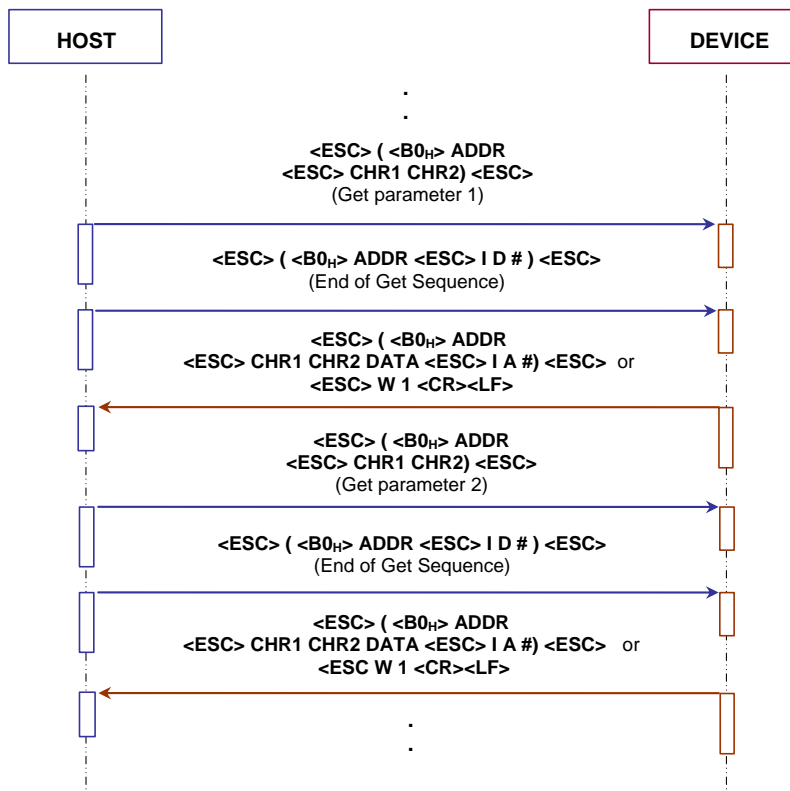 HOST
DEVICE
.
.
<ESC> ( <B0H> ADDR
<ESC> CHR1 CHR2) <ESC>
(Get parameter 1)
<ESC> ( <B0H> ADDR <ESC> I D # ) <ESC>
(End of Get Sequence)
<ESC> ( <B0H> ADDR
<ESC> CHR1 CHR2 DATA <ESC> I A #) <ESC> or
<ESC> W 1 <CR><LF>
<ESC> ( <B0H> ADDR
<ESC> CHR1 CHR2) <ESC>
(Get parameter 2)
<ESC> ( <B0H> ADDR <ESC> I D # ) <ESC>
(End of Get Sequence)
<ESC> ( <B0H> ADDR
<ESC> CHR1 CHR2 DATA <ESC> I A #) <ESC> or
<ESC W 1 <CR><LF>
.
.